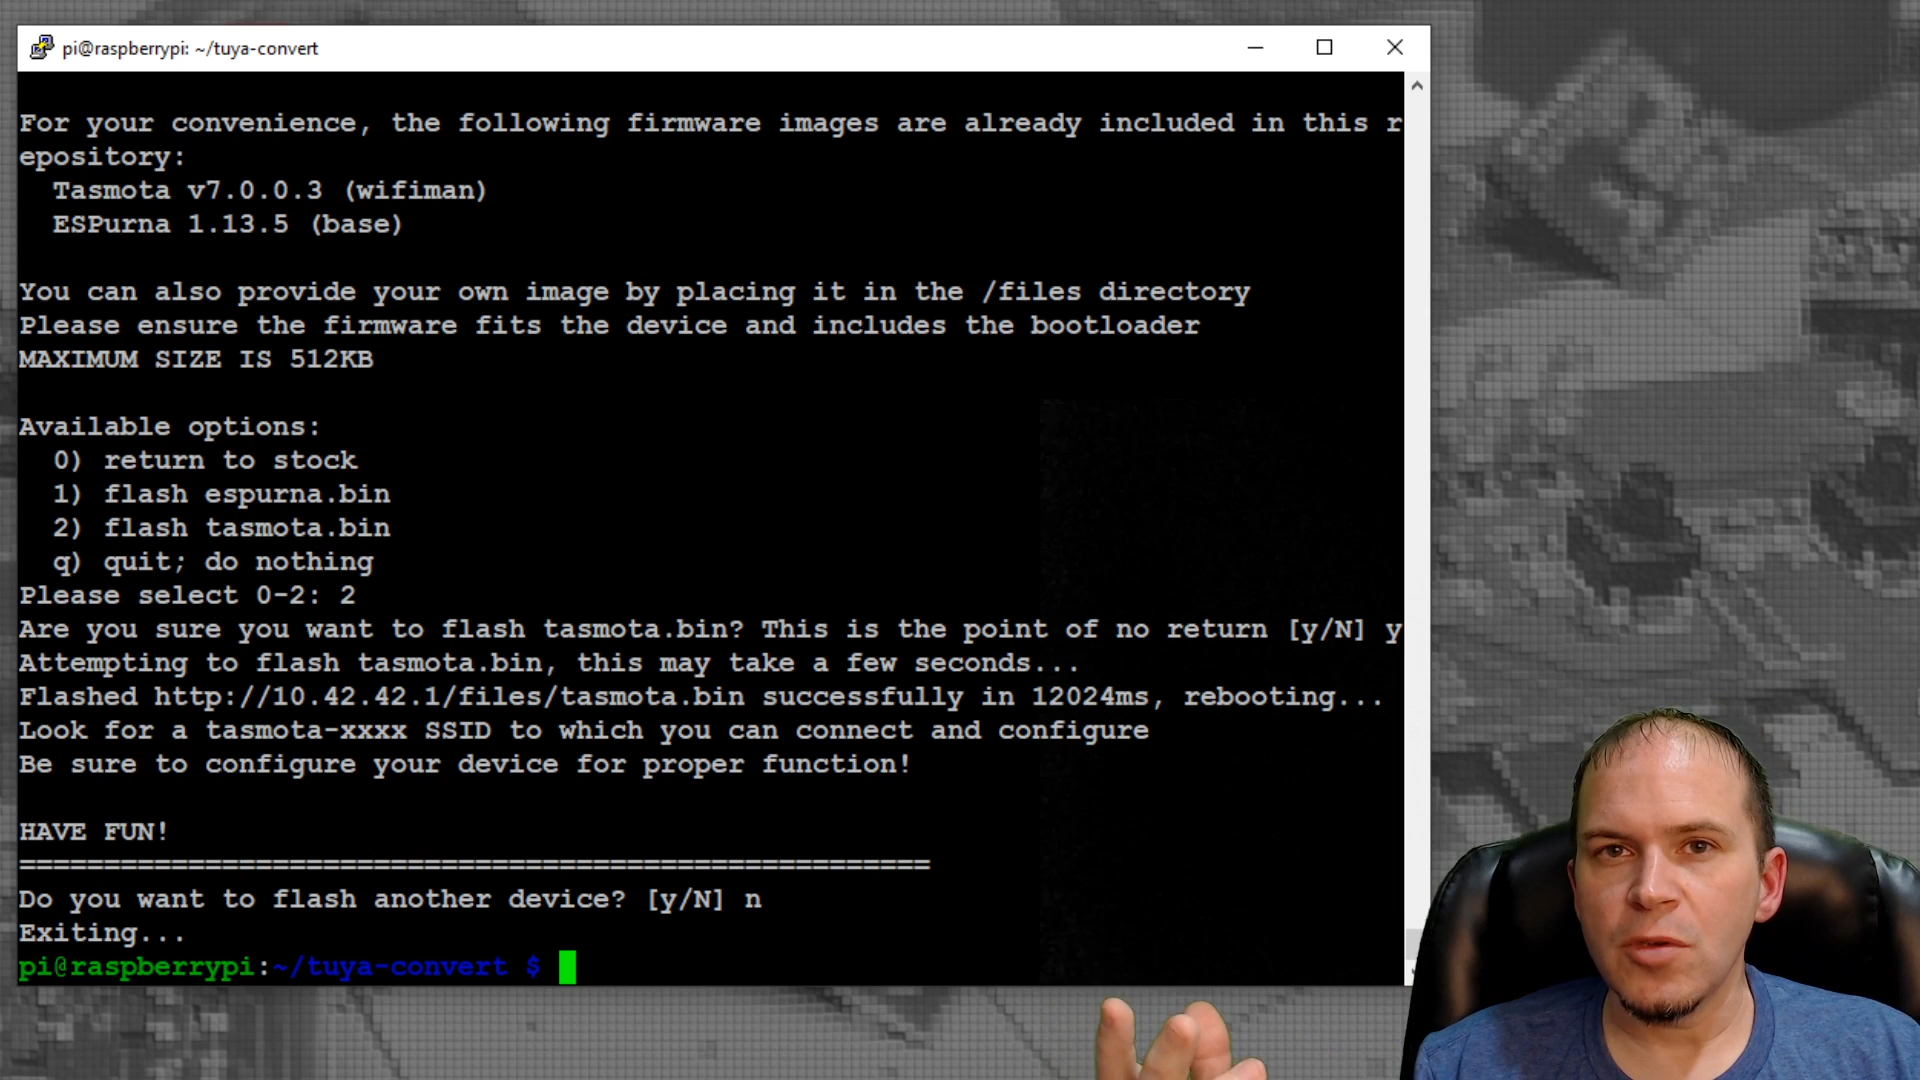 pi@raspberrypi: ~/tuya-convert
For your convenience, the following firmware images are already included in this r
epository:
Tasmota v7.0.0.3 (wifiman)
ESPurna 1.13.5 (base)
You can also provide your own image by placing it in the /files directory
Please ensure the firmware fits the device and includes the bootloader
MAXIMUM SIZE IS 512KB
Available options:
0) return to stock
1) flash espurna.bin
2) flash tasmota.bin
q) quit; do nothing
Please select 0-2: 2
Are you sure you want to flash tasmota.bin? This is the point of no return [y/N] y
Attempting to flash tasmota.bin, this may take a few seconds...
Flashed http://10.42.42.1/files/tasmota.bin successfully in 12024ms, rebooting...
Look for a tasmota-xxxx SSID to which you can connect and configure
Be sure to configure your device for proper function!
HAVE FUN!
======================================================
Do you want to flash another device? [y/N] n
Exiting...
pi@raspberrypi:~/tuya-convert $